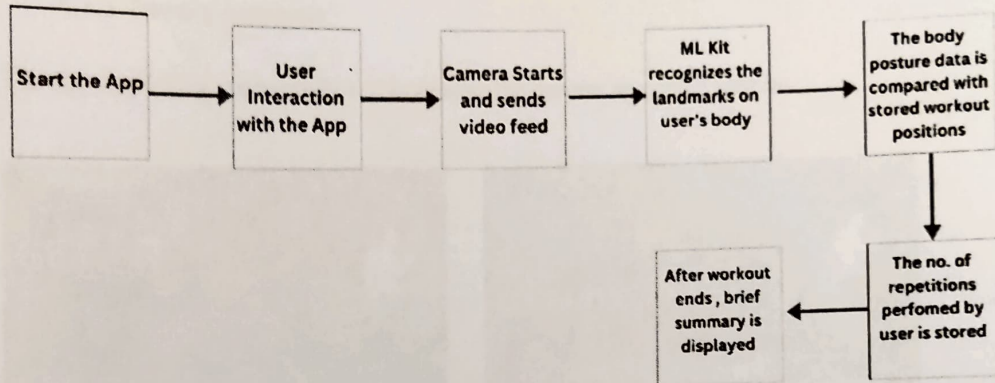 Start the App
User
Interaction
with the App
Camera Starts
and sends
video feed
ML Kit
recognizes the
landmarks on
user's body
The body
posture data is
compared with
stored workout
positions
The no. of
repetitions
perfomed by
user is stored
After workout
ends , brief
summary is
displayed